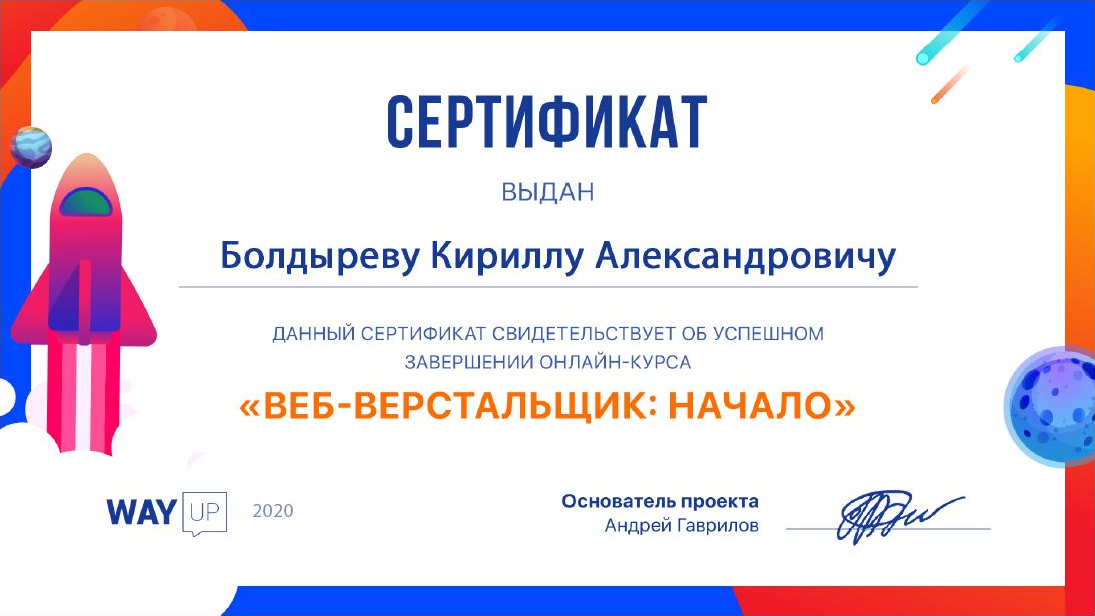 СЕРТИФИКАТ
ВЫДАН
Болдыреву Кириллу Александровичу
ДАННЫЙ СЕРТИФИКАТ СВИДЕТЕЛЬСТВУЕТ ОБ УСПЕШНОМ
ЗАВЕРШЕНИИ ОНЛАЙН-КУРСА
«ВЕБ-ВЕРСТАЛЬЩИК: НАЧАЛО»
WAY UP 2020
Основатель проекта
Андрей Гаврилов